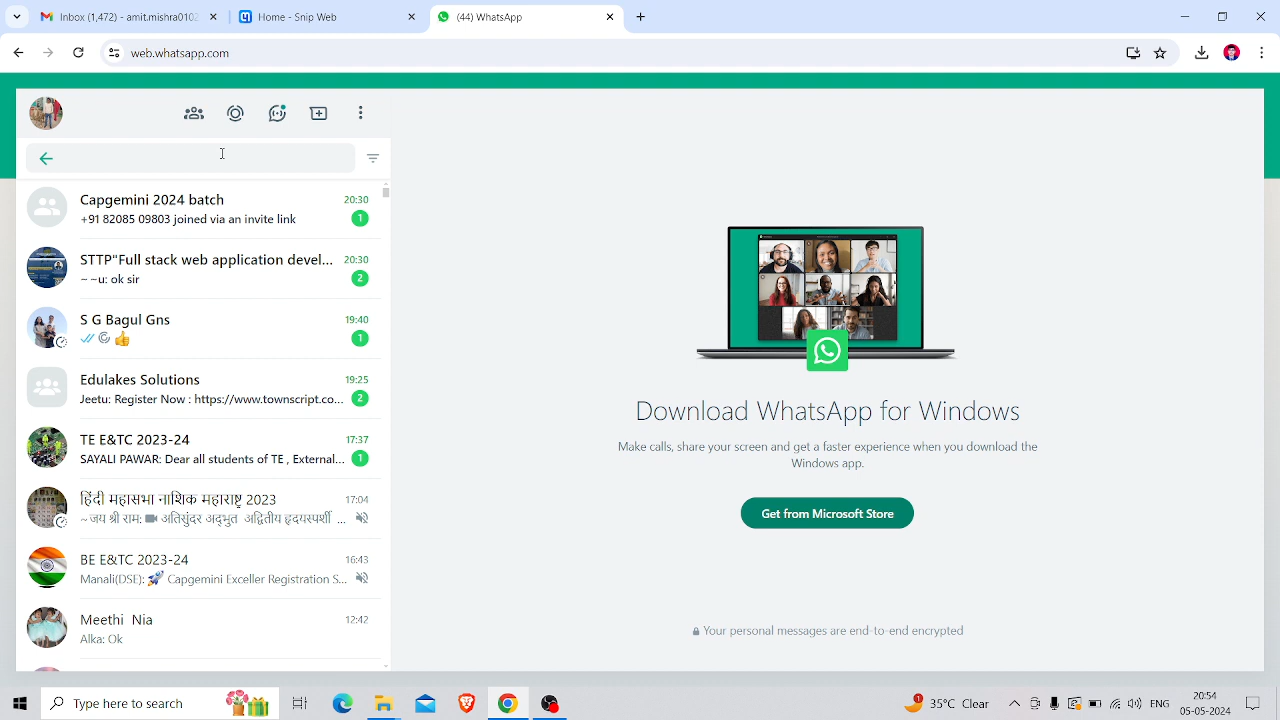 Inbox (1,472) - amitmishray102
Home - Snip Web
(44) WhatsApp
web.whatsapp.com
Capgemini 2024 batch 20:30
+91 82085 09803 joined via an invite link 1
STTP"Full stack web application devel... 20:30
2
S G Bagul Gns 19:40
1
Edulakes Solutions 19:25
Jeetu: Register Now : https://www.townscript.co... 2
TE E&TC 2023-24 17:37
SAYALI PAWAR: Dear all students of TE , External... 1
हिंदी महासभा नाशिक महाराष्ट्र 2023 17:04
~जय श्री राम: अतिसुंदर अदभुत अद्वितीय हृदयस्पर्शी ...
BE E&TC 2023-24 16:43
Manali(DSE): 🚀 Capgemini Exceller Registration S...
Meethi Nia 12:42
Alka: Ok
Download WhatsApp for Windows
Make calls, share your screen and get a faster experience when you download the
Windows app.
Get from Microsoft Store
Your personal messages are end-to-end encrypted
Type here to search
1 35°C Clear
ENG
20:54
05-05-2024